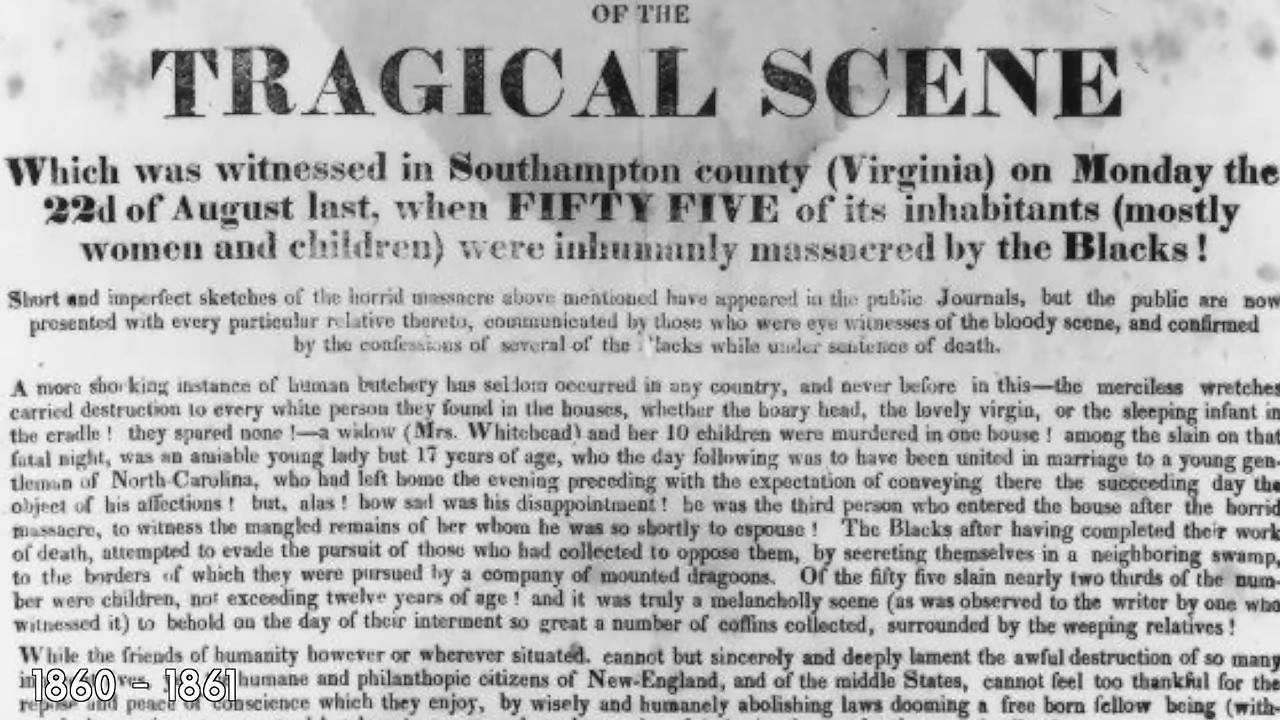 OF THE
TRAGICAL SCENE
Which was witnessed in Southampton county (Virginia) on Monday the
22d of August last, when FIFTY FIVE of its inhabitants (mostly
women and children) were inhumanly massacred by the Blacks!
Short and imperfect sketches of the horrid massacre above mentioned have appeared in the public Journals, but the public are now
presented with every particular relative thereto, communicated by those who were eye witnesses of the bloody scene, and confirmed
by the confessions of several of the Blacks while under sentence of death.
A more shocking instance of human butchery has seldom occurred in any country, and never before in this—the merciless wretches
carried destruction to every white person they found in the houses, whether the hoary head, the lovely virgin, or the sleeping infant in
the cradle! they spared none!—a widow (Mrs. Whitehead) and her 10 children were murdered in one house! among the slain on that
fatal night, was an amiable young lady but 17 years of age, who the day following was to have been united in marriage to a young gen-
tleman of North-Carolina, who had left home the evening preceding with the expectation of conveying there the succeeding day the
object of his affections! but, alas! how sad was his disappointment! he was the third person who entered the house after the horrid
massacre, to witness the mangled remains of her whom he was so shortly to espouse! The Blacks after having completed their work
of death, attempted to evade the pursuit of those who had collected to oppose them, by secreting themselves in a neighboring swamp,
to the borders of which they were pursued by a company of mounted dragoons. Of the fifty five slain nearly two thirds of the num-
ber were children, not exceeding twelve years of age! and it was truly a melancholly scene (as was observed to the writer by one who
witnessed it) to behold on the day of their interment so great a number of coffins collected, surrounded by the weeping relatives!
While the friends of humanity however or wherever situated, cannot but sincerely and deeply lament the awful destruction of so many
humane and philanthopic citizens of New-England, and of the middle States, cannot feel too thankful for the
repose and peace of conscience which they enjoy, by wisely and humanely abolishing laws dooming a free born fellow being (with-
1860 - 1861